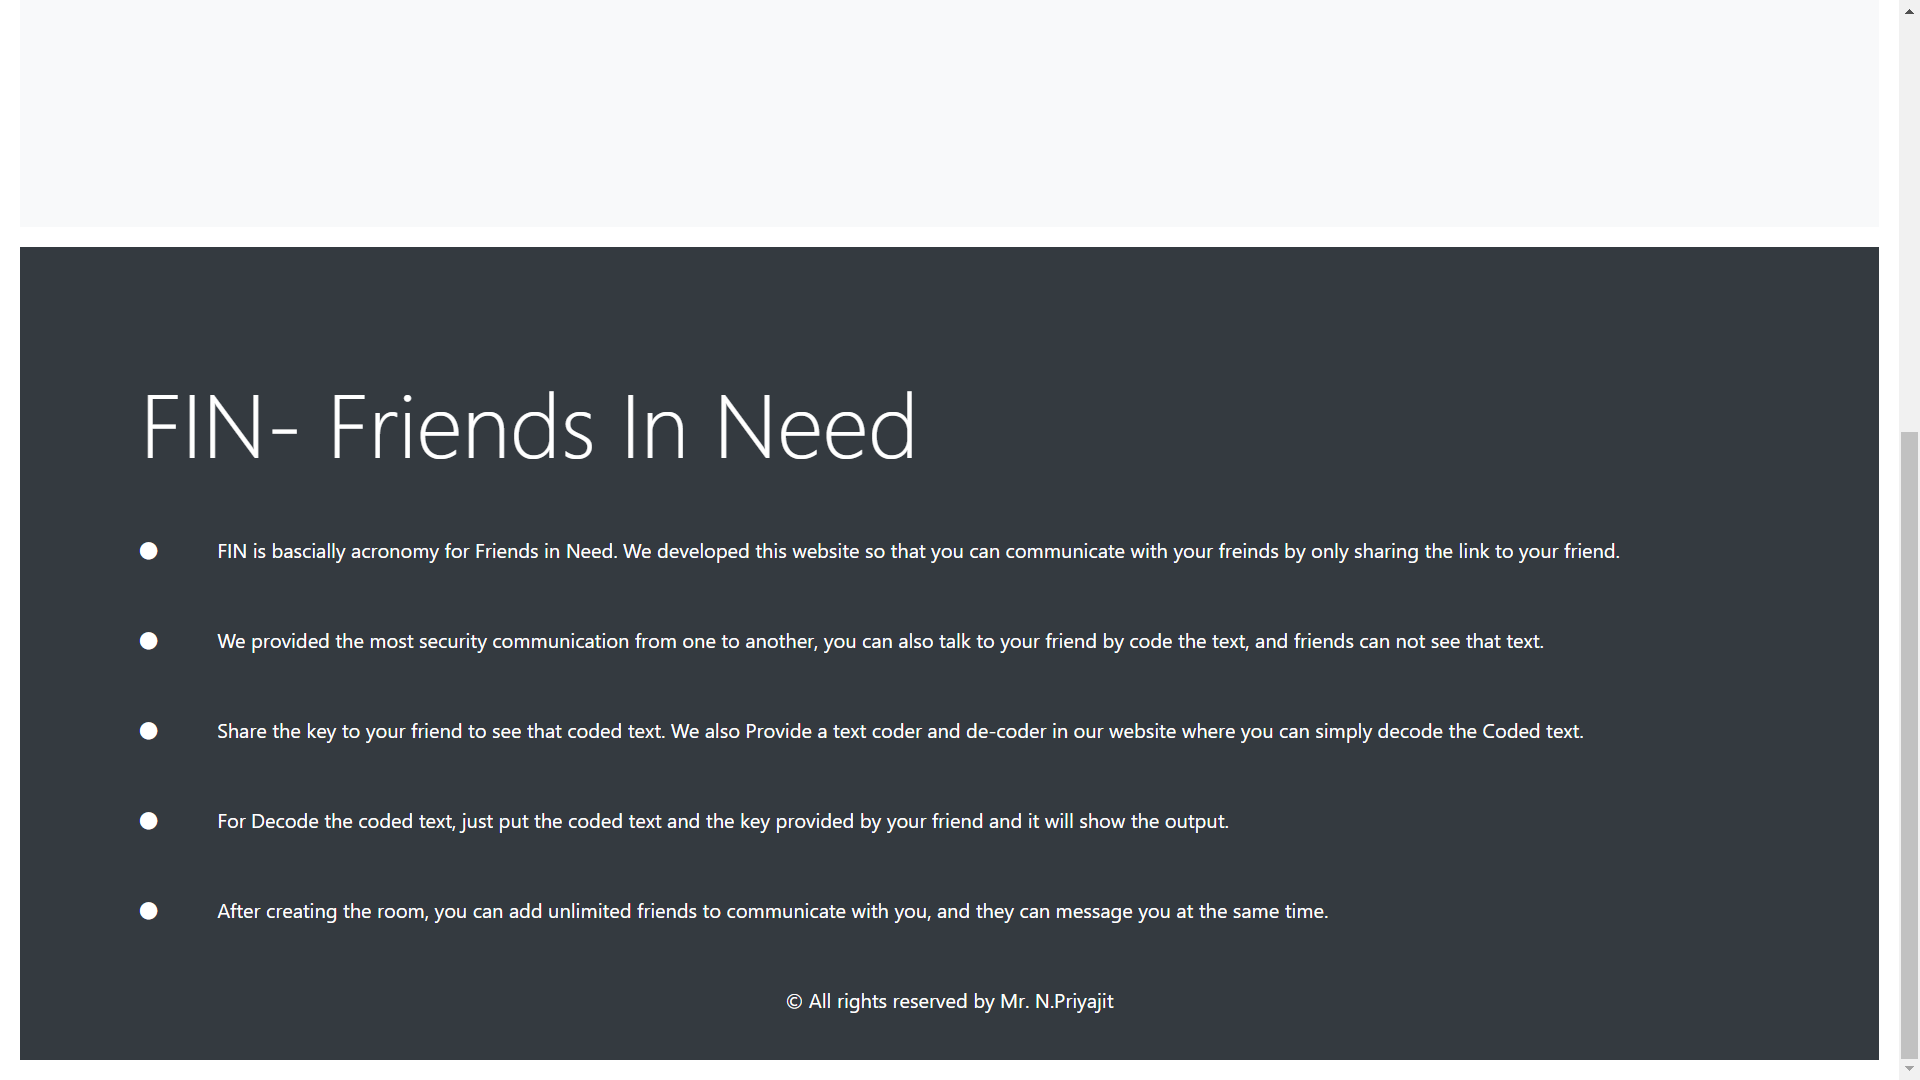 FIN- Friends In Need
● FIN is bascially acronomy for Friends in Need. We developed this website so that you can communicate with your freinds by only sharing the link to your friend.
● We provided the most security communication from one to another, you can also talk to your friend by code the text, and friends can not see that text.
● Share the key to your friend to see that coded text. We also Provide a text coder and de-coder in our website where you can simply decode the Coded text.
● For Decode the coded text, just put the coded text and the key provided by your friend and it will show the output.
● After creating the room, you can add unlimited friends to communicate with you, and they can message you at the same time.
© All rights reserved by Mr. N.Priyajit